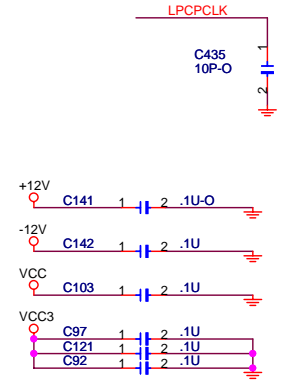 LPCPCLK
1
C435
10P-O
2
+12V
C141 1 2 .1U-O
-12V
C142 1 2 .1U
VCC
C103 1 2 .1U
VCC3
C97 1 2 .1U
C121 1 2 .1U
C92 1 2 .1U